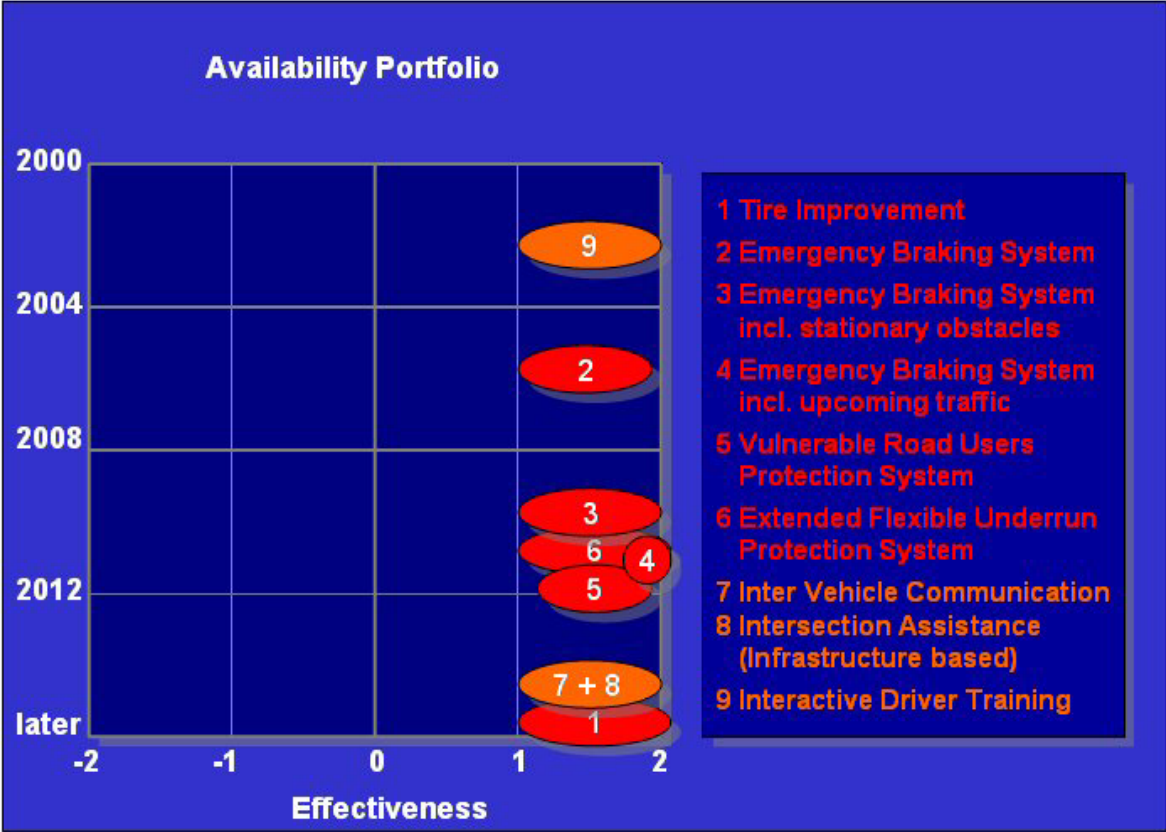 Availability Portfolio
2000
2004
2008
2012
later
-2
-1
0
1
2
Effectiveness
9
2
3
6
4
5
7 + 8
1
1 Tire Improvement
2 Emergency Braking System
3 Emergency Braking System
incl. stationary obstacles
4 Emergency Braking System
incl. upcoming traffic
5 Vulnerable Road Users
Protection System
6 Extended Flexible Underrun
Protection System
7 Inter Vehicle Communication
8 Intersection Assistance
(Infrastructure based)
9 Interactive Driver Training